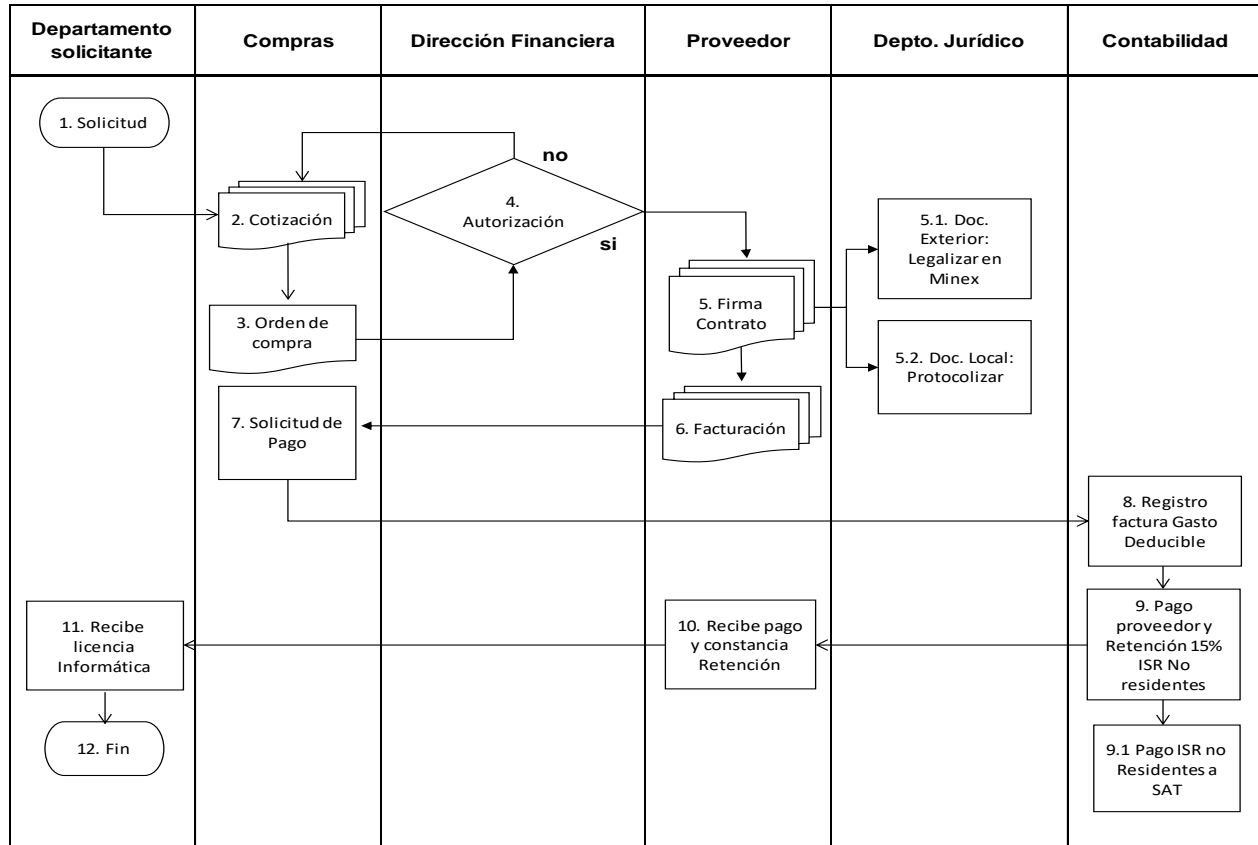 Departamento
solicitante
Compras
Dirección Financiera
Proveedor
Depto. Jurídico
Contabilidad
1. Solicitud
no
2. Cotización
4.
Autorización
si
5.1. Doc.
Exterior:
Legalizar en
Minex
3. Orden de
compra
5. Firma
Contrato
5.2. Doc. Local:
Protocolizar
7. Solicitud de
Pago
6. Facturación
8. Registro
factura Gasto
Deducible
11. Recibe
licencia
Informática
10. Recibe pago
y constancia
Retención
9. Pago
proveedor y
Retención 15%
ISR No
residentes
12. Fin
9.1 Pago ISR no
Residentes a
SAT